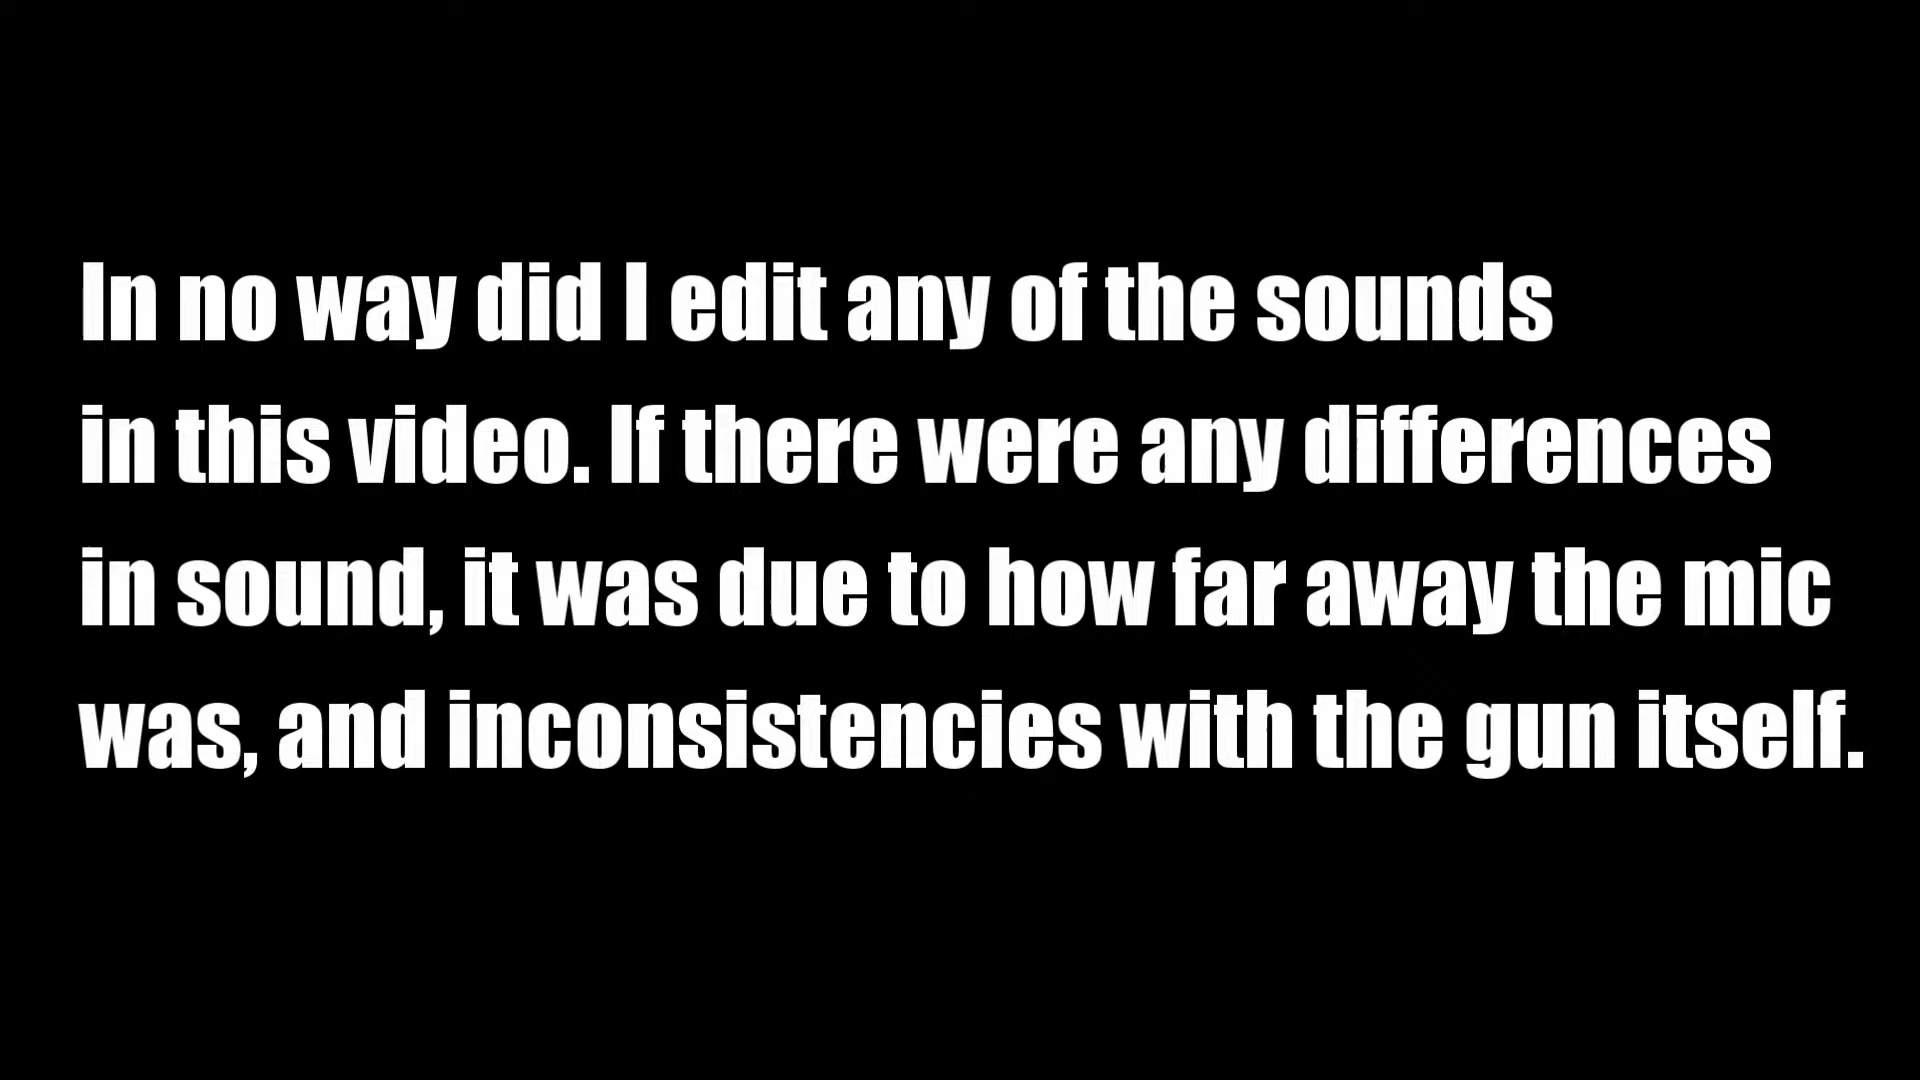 In no way did I edit any of the sounds
in this video. If there were any differences
in sound, it was due to how far away the mic
was, and inconsistencies with the gun itself.